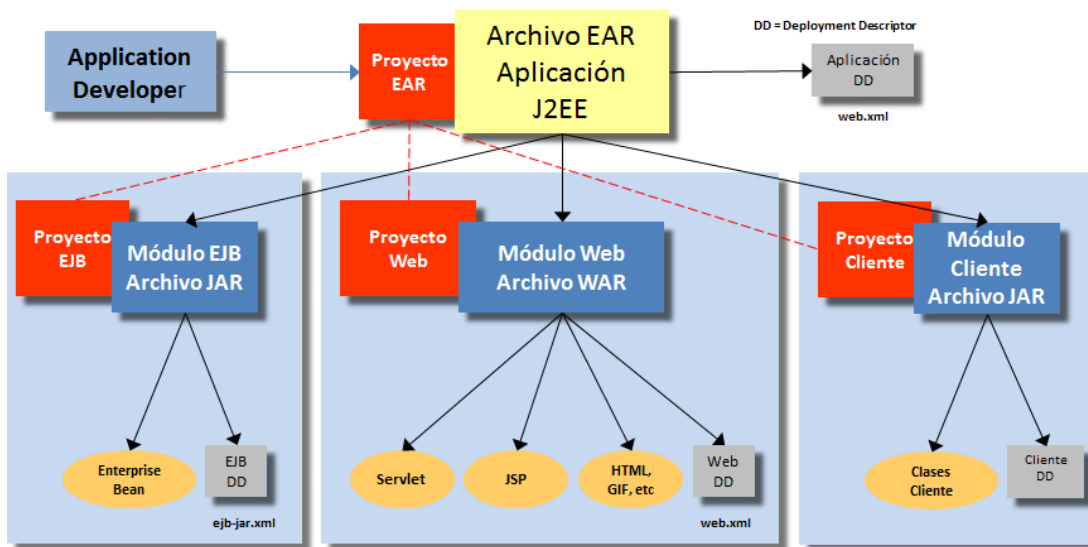 DD = Deployment Descriptor
Application
Developer
Proyecto
EAR
Archivo EAR
Aplicación
J2EE
Aplicación
DD
web.xml
Proyecto
EJB
Módulo EJB
Archivo JAR
Proyecto
Web
Módulo Web
Archivo WAR
Proyecto
Cliente
Módulo
Cliente
Archivo JAR
Enterprise
Bean
EJB
DD
ejb-jar.xml
Servlet
JSP
HTML,
GIF, etc
Web
DD
web.xml
Clases
Cliente
Cliente
DD